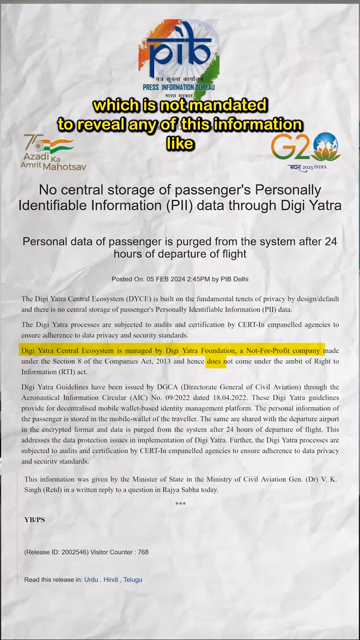 pib
पत्र सूचना कार्यालय
PRESS INFORMATION BUREAU
भारत सरकार
which is not mandated
to reveal any of this information
like
75
Azadi Ka
Amrit Mahotsav
G20
भारत 2023 INDIA
No central storage of passenger's Personally
Identifiable Information (PII) data through Digi Yatra
Personal data of passenger is purged from the system after 24
hours of departure of flight
Posted On: 05 FEB 2024 2:45PM by PIB Delhi
The Digi Yatra Central Ecosystem (DYCE) is built on the fundamental tenets of privacy by design/default
and there is no central storage of passenger's Personally Identifiable Information (PII) data.
The Digi Yatra processes are subjected to audits and certification by CERT-In empanelled agencies to
ensure adherence to data privacy and security standards.
Digi Yatra Central Ecosystem is managed by Digi Yatra Foundation, a Not-For-Profit company made
under the Section 8 of the Companies Act, 2013 and hence does not come under the ambit of Right to
Information (RTI) act.
Digi Yatra Guidelines have been issued by DGCA (Directorate General of Civil Aviation) through the
Aeronautical Information Circular (AIC) No. 09/2022 dated 18.04.2022. These Digi Yatra guidelines
provide for decentralised mobile wallet-based identity management platform. The personal information of
the passenger is stored in the mobile-wallet of the traveller. The same are shared with the departure airport
in the encrypted format and data is purged from the system after 24 hours of departure of flight. This
addresses the data protection issues in implementation of Digi Yatra. Further, the Digi Yatra processes are
subjected to audits and certification by CERT-In empanelled agencies to ensure adherence to data privacy
and security standards.
This information was given by the Minister of State in the Ministry of Civil Aviation Gen. (Dr) V. K.
Singh (Retd) in a written reply to a question in Rajya Sabha today.
***
YB/PS
(Release ID: 2002546) Visitor Counter : 768
Read this release in: Urdu , Hindi , Telugu